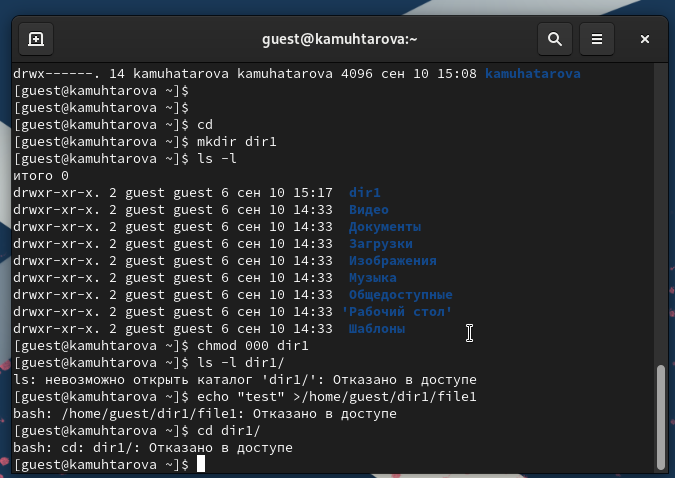 guest@kamuhtarova:~
drwx------. 14 kamuhatarova kamuhatarova 4096 сен 10 15:08 kamuhatarova
[guest@kamuhtarova ~]$
[guest@kamuhtarova ~]$
[guest@kamuhtarova ~]$ cd
[guest@kamuhtarova ~]$ mkdir dir1
[guest@kamuhtarova ~]$ ls -l
итого 0
drwxr-xr-x. 2 guest guest 6 сен 10 15:17  dir1
drwxr-xr-x. 2 guest guest 6 сен 10 14:33  Видео
drwxr-xr-x. 2 guest guest 6 сен 10 14:33  Документы
drwxr-xr-x. 2 guest guest 6 сен 10 14:33  Загрузки
drwxr-xr-x. 2 guest guest 6 сен 10 14:33  Изображения
drwxr-xr-x. 2 guest guest 6 сен 10 14:33  Музыка
drwxr-xr-x. 2 guest guest 6 сен 10 14:33  Общедоступные
drwxr-xr-x. 2 guest guest 6 сен 10 14:33 'Рабочий стол'
drwxr-xr-x. 2 guest guest 6 сен 10 14:33  Шаблоны
[guest@kamuhtarova ~]$ chmod 000 dir1
[guest@kamuhtarova ~]$ ls -l dir1/
ls: невозможно открыть каталог 'dir1/': Отказано в доступе
[guest@kamuhtarova ~]$ echo "test" >/home/guest/dir1/file1
bash: /home/guest/dir1/file1: Отказано в доступе
[guest@kamuhtarova ~]$ cd dir1/
bash: cd: dir1/: Отказано в доступе
[guest@kamuhtarova ~]$